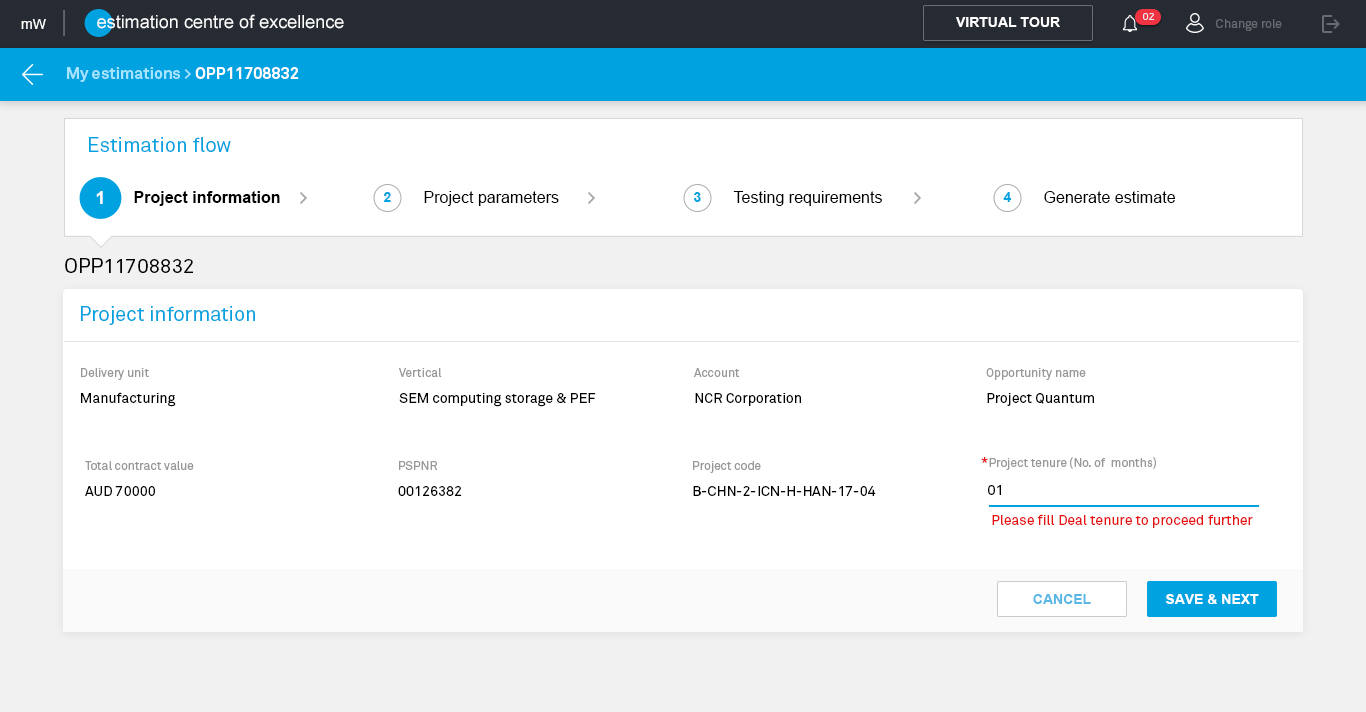 mW estimation centre of excellence VIRTUAL TOUR 02 Change role
My estimations > OPP11708832
Estimation flow
1 Project information > 2 Project parameters > 3 Testing requirements > 4 Generate estimate
OPP11708832
Project information
Delivery unit Vertical Account Opportunity name
Manufacturing SEM computing storage & PEF NCR Corporation Project Quantum
Total contract value PSPNR Project code *Project tenure (No. of months)
AUD 70000 00126382 B-CHN-2-ICN-H-HAN-17-04 01
Please fill Deal tenure to proceed further
CANCEL SAVE & NEXT